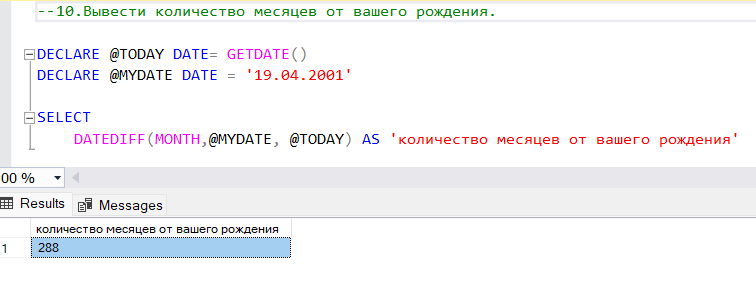 --10.Вывести количество месяцев от вашего рождения.
DECLARE @TODAY DATE= GETDATE()
DECLARE @MYDATE DATE = '19.04.2001'
SELECT
DATEDIFF(MONTH,@MYDATE, @TODAY) AS 'количество месяцев от вашего рождения'
00 %
Results Messages
количество месяцев от вашего рождения
1 288